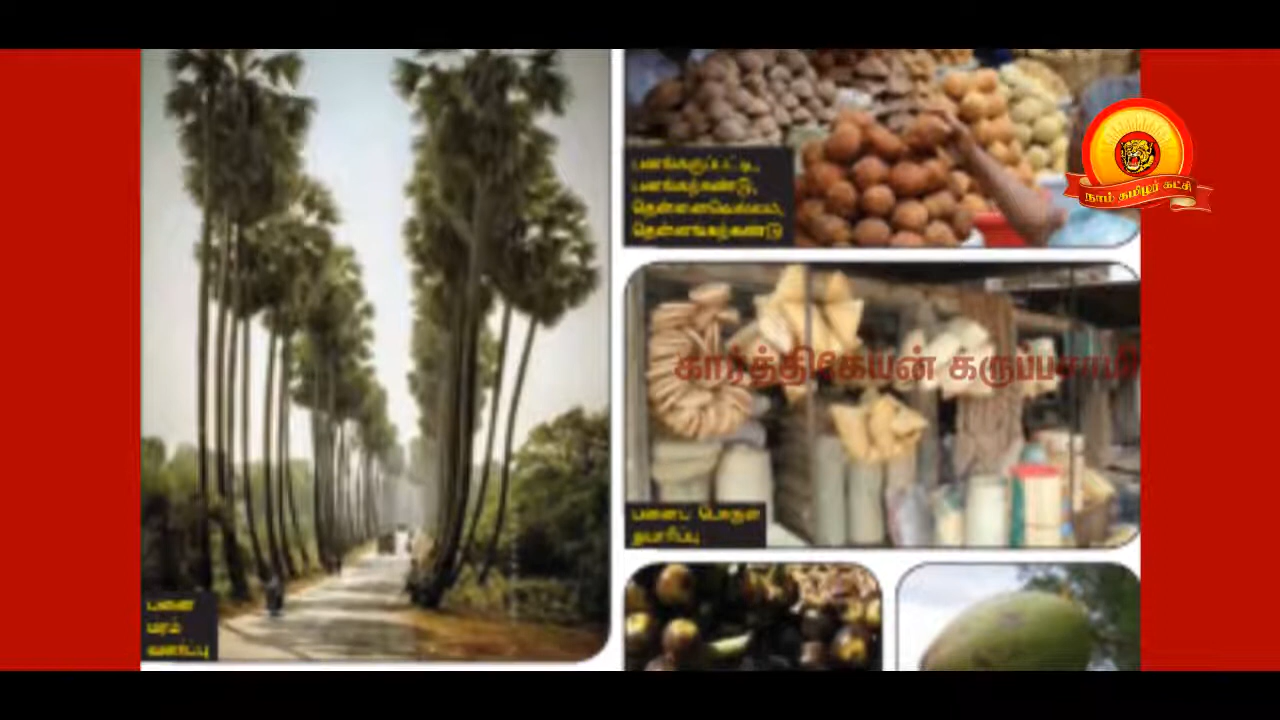 பனங்கருப்பட்டி,
பனங்கற்கண்டு,
தென்னைவெல்லம்,
தென்னங்கற்கண்டு
நாம் தமிழர் கட்சி
கார்த்திகேயன் கருப்பசாமி
பனைப் பொருள்
தயாரிப்பு
பனை
மரம்
வளர்ப்பு